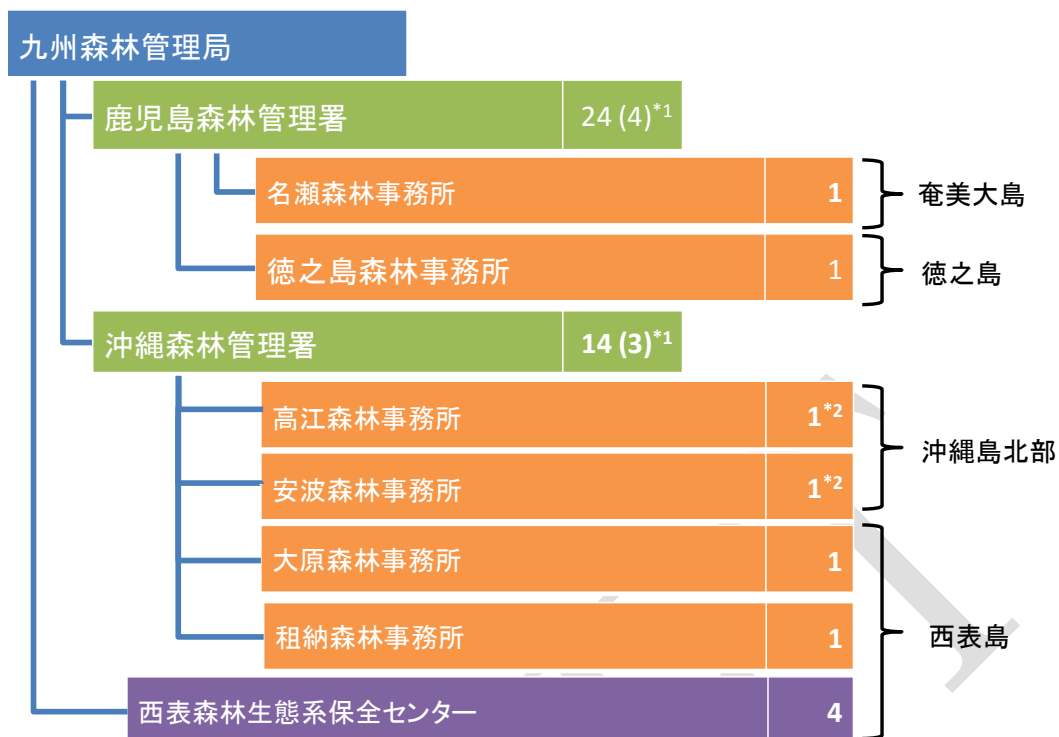 九州森林管理局
鹿児島森林管理署 24 (4)*1
名瀬森林事務所 1
奄美大島
徳之島森林事務所 1
徳之島
沖縄森林管理署 14 (3)*1
高江森林事務所 1*2
安波森林事務所 1*2
沖縄島北部
大原森林事務所 1
租納森林事務所 1
西表島
西表森林生態系保全センター 4